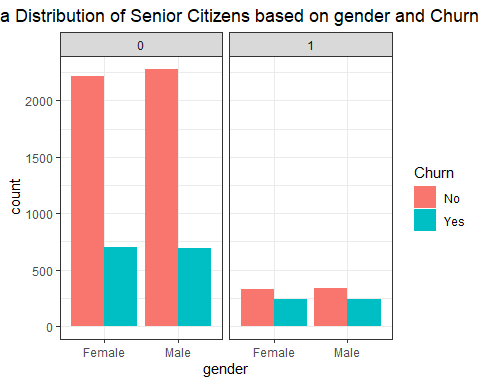 a Distribution of Senior Citizens based on gender and Churn
0
1
2000
1500
1000
500
0
count
Female
Male
Female
Male
gender
Churn
No
Yes